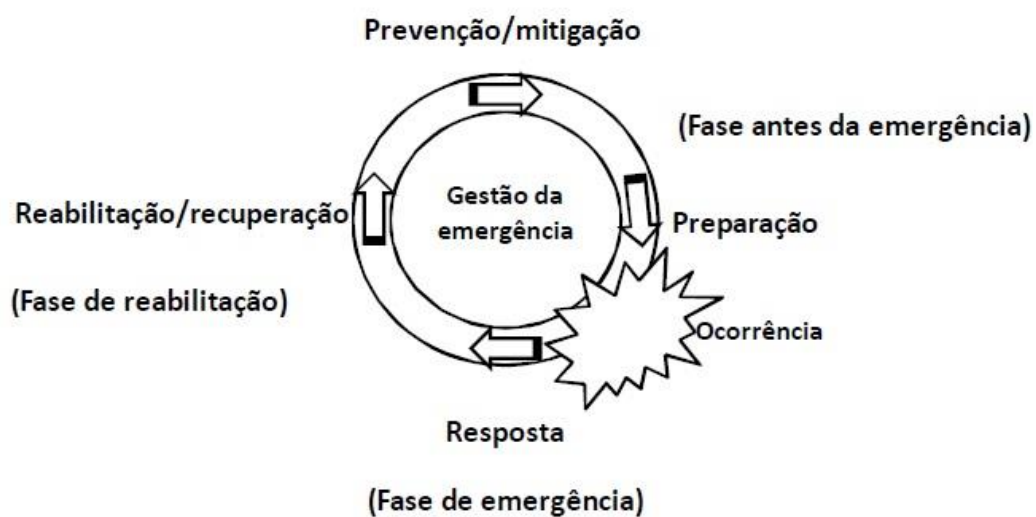 Prevenção/mitigação
(Fase antes da emergência)
Gestão da
emergência
Reabilitação/recuperação
Preparação
(Fase de reabilitação)
Ocorrência
Resposta
(Fase de emergência)